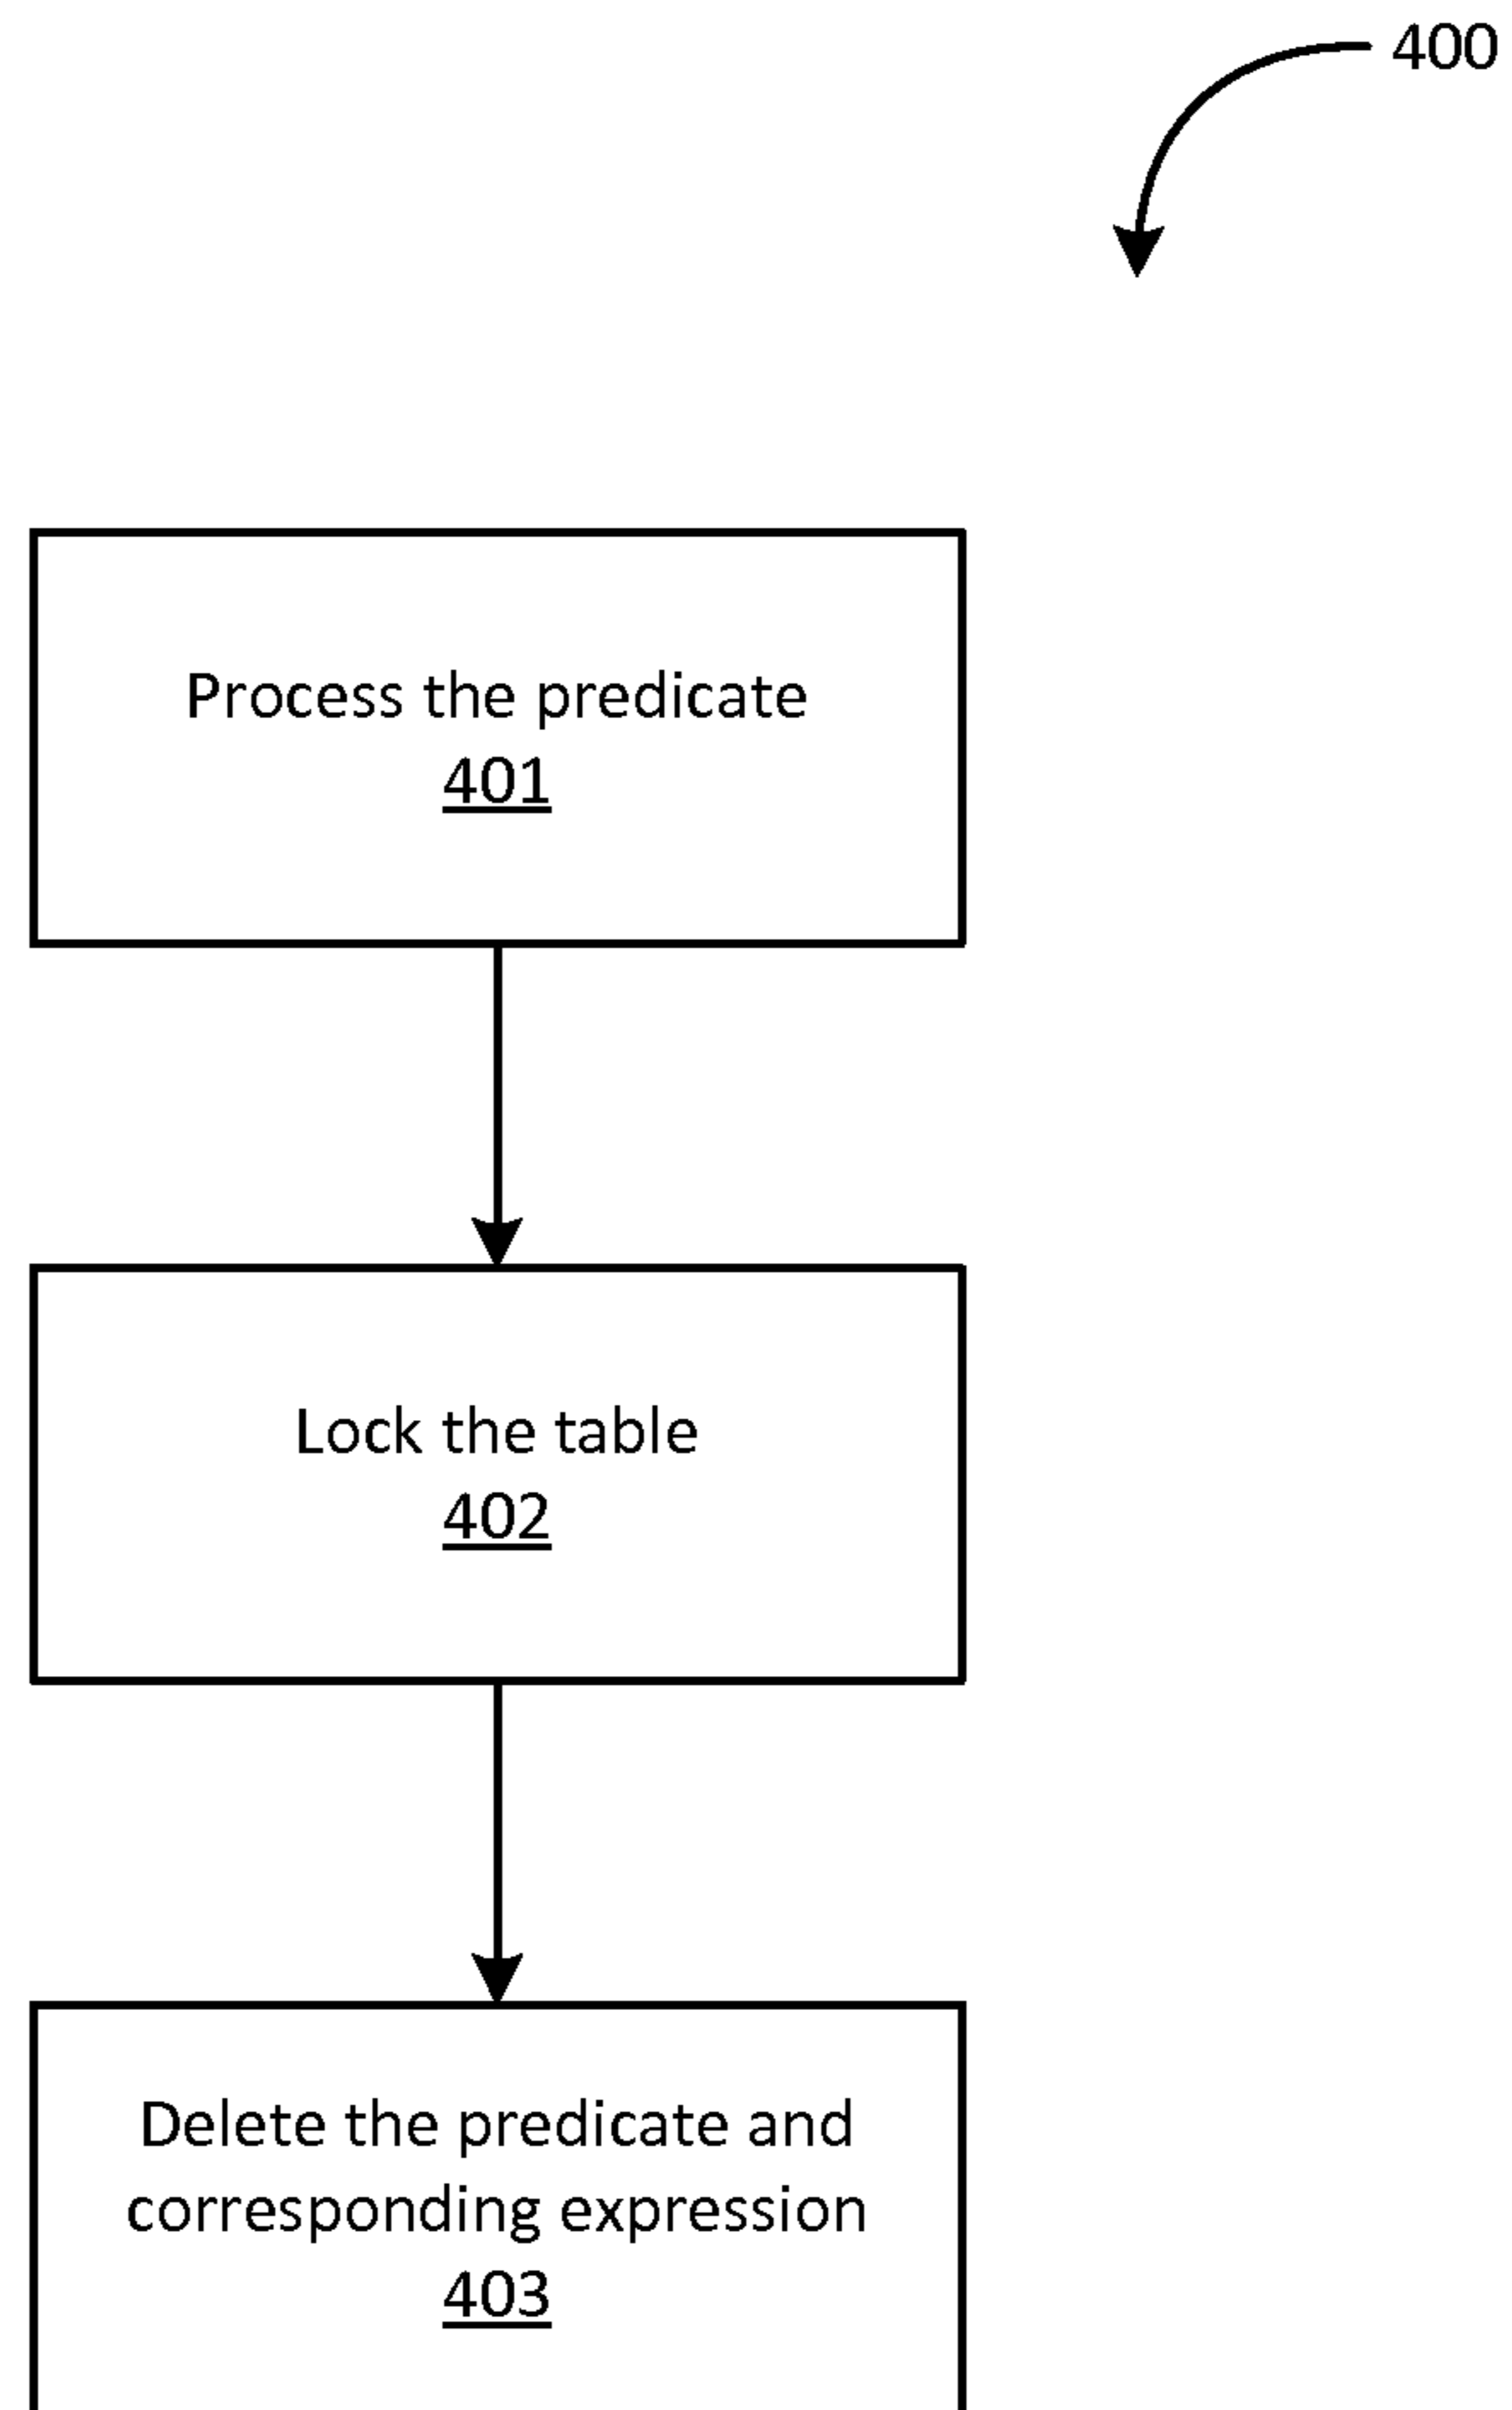 400
Process the predicate
401
Lock the table
402
Delete the predicate and
corresponding expression
403